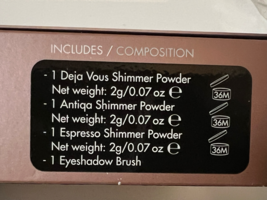 INCLUDES / COMPOSITION
- 1 Deja Vous Shimmer Powder
Net weight: 2g/0.07 oz ℮ 36M
- 1 Antiqa Shimmer Powder
Net weight: 2g/0.07 oz ℮ 36M
- 1 Espresso Shimmer Powder
Net weight: 2g/0.07 oz ℮ 36M
- 1 Eyeshadow Brush